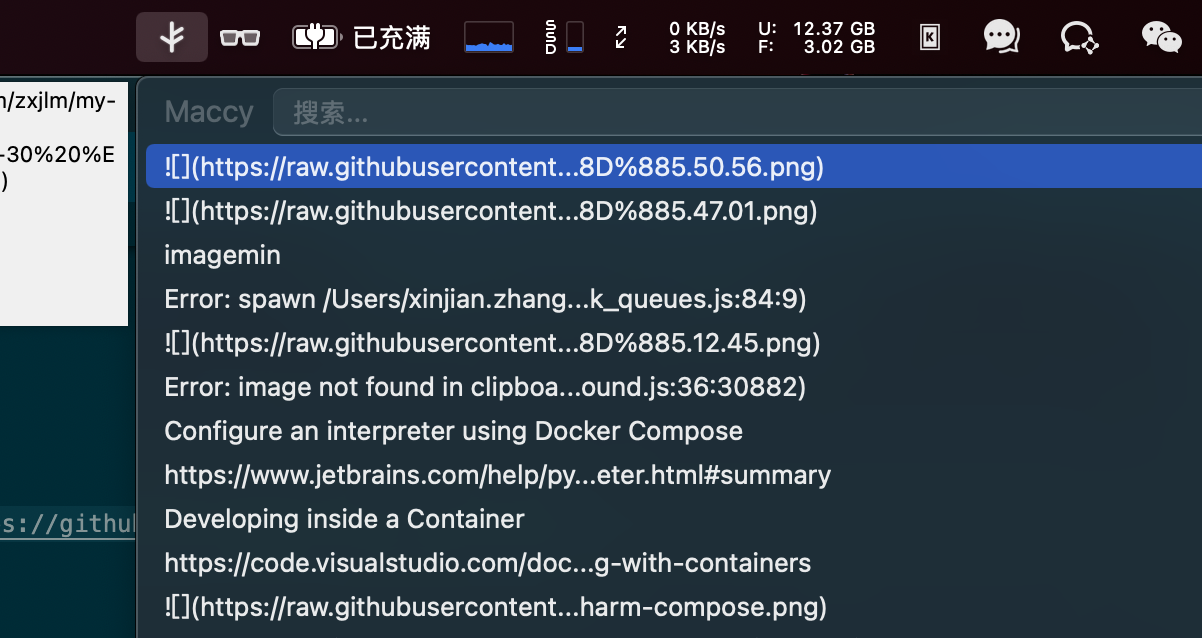 已充满
SSD
0 KB/s
3 KB/s
U: 12.37 GB
F: 3.02 GB
K
n/zxjlm/my-
-30%20%E
)
s://githu
Maccy
搜索...
![](https://raw.githubusercontent...8D%885.50.56.png)
![](https://raw.githubusercontent...8D%885.47.01.png)
imagemin
Error: spawn /Users/xinjian.zhang...k_queues.js:84:9)
![](https://raw.githubusercontent...8D%885.12.45.png)
Error: image not found in clipboa...ound.js:36:30882)
Configure an interpreter using Docker Compose
https://www.jetbrains.com/help/py...eter.html#summary
Developing inside a Container
https://code.visualstudio.com/doc...g-with-containers
![](https://raw.githubusercontent...harm-compose.png)